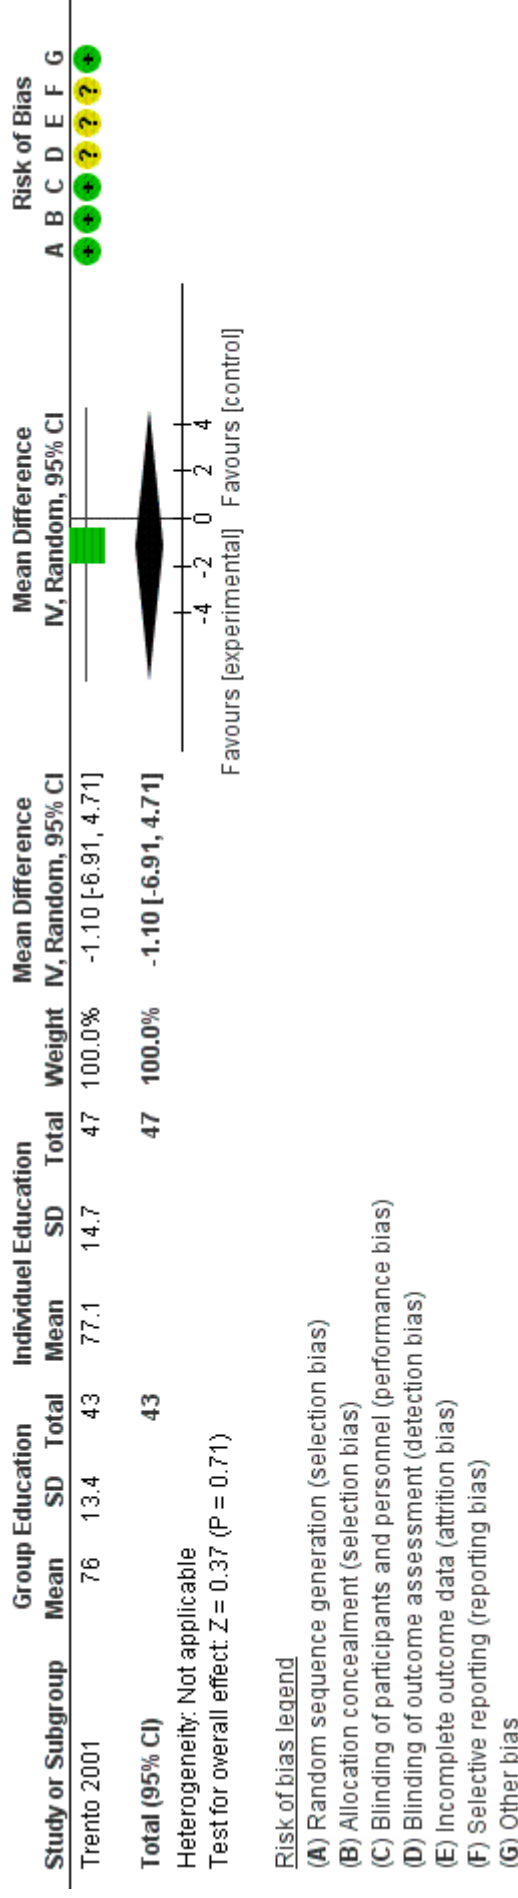 Group Education Individuel Education Mean Difference Mean Difference Risk of Bias
Study or Subgroup Mean SD Total Mean SD Total Weight IV, Random, 95% CI IV, Random, 95% CI A B C D E F G
Trento 2001 76 13.4 43 77.1 14.7 47 100.0% -1.10 [-6.91, 4.71] + + + ? ? ? +
Total (95% CI) 43 47 100.0% -1.10 [-6.91, 4.71]
Heterogeneity: Not applicable
Test for overall effect: Z = 0.37 (P = 0.71)
-4 -2 0 2 4
Favours [experimental] Favours [control]
Risk of bias legend
(A) Random sequence generation (selection bias)
(B) Allocation concealment (selection bias)
(C) Blinding of participants and personnel (performance bias)
(D) Blinding of outcome assessment (detection bias)
(E) Incomplete outcome data (attrition bias)
(F) Selective reporting (reporting bias)
(G) Other bias